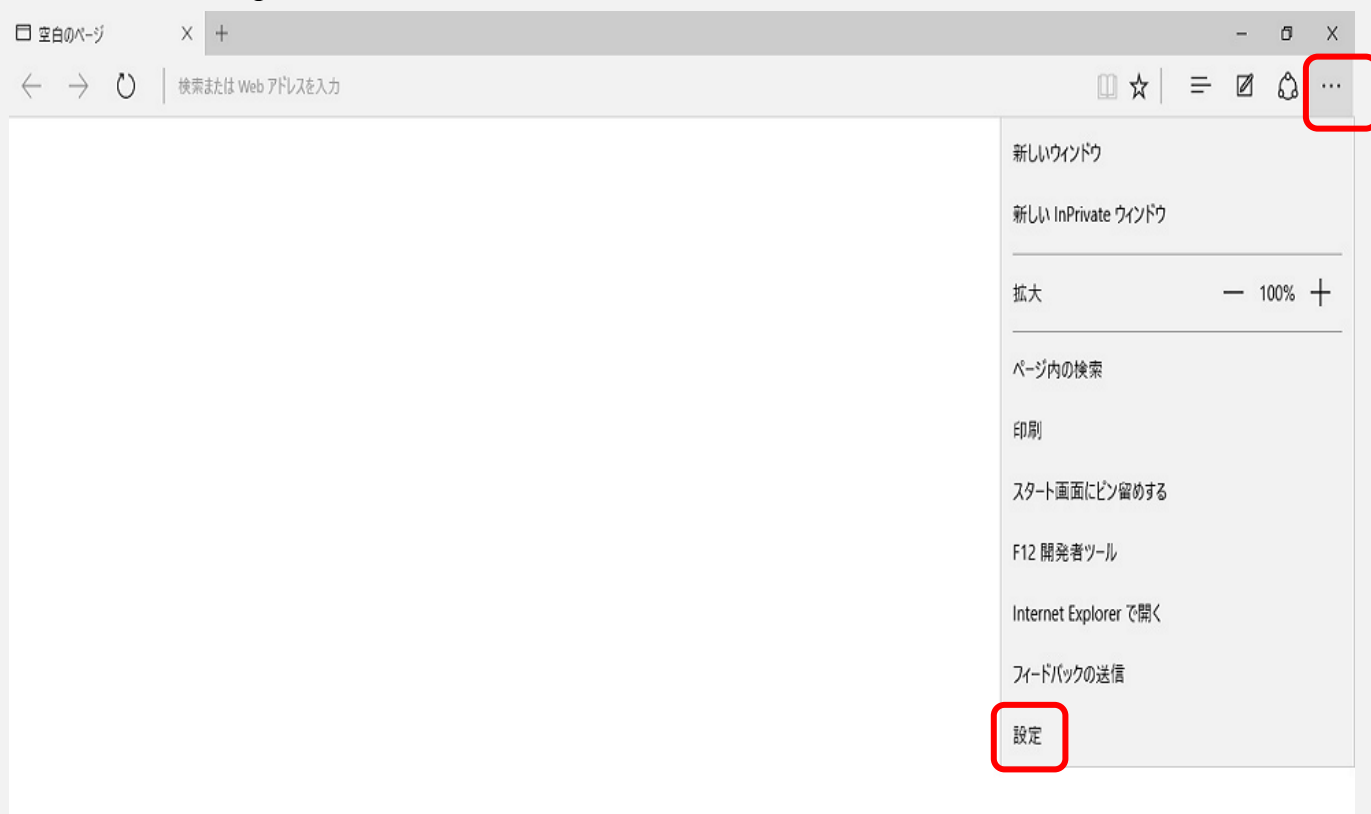 空白のページ
検索または Web アドレスを入力
新しいウィンドウ
新しい InPrivate ウィンドウ
拡大 100%
ページ内の検索
印刷
スタート画面にピン留めする
F12 開発者ツール
Internet Explorer で開く
フィードバックの送信
設定